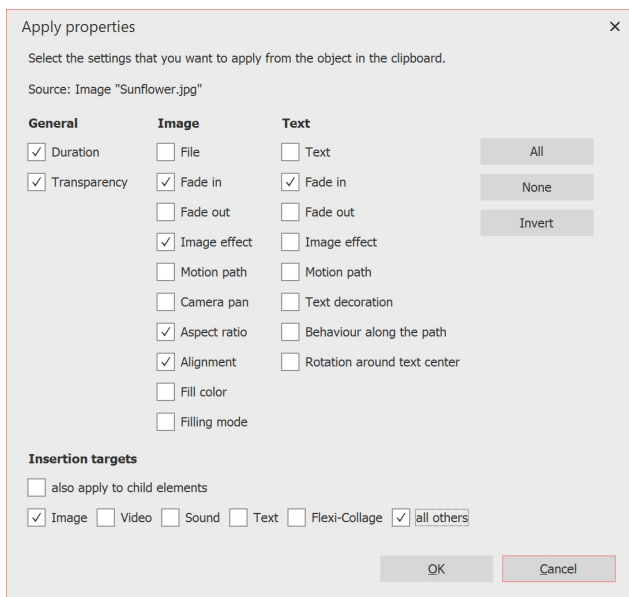 Apply properties
Select the settings that you want to apply from the object in the clipboard.
Source: Image "Sunflower.jpg"
General Image Text
Duration File Text All
Transparency Fade in Fade in None
Fade out Fade out Invert
Image effect Image effect
Motion path Motion path
Camera pan Text decoration
Aspect ratio Behaviour along the path
Alignment Rotation around text center
Fill color
Filling mode
Insertion targets
also apply to child elements
Image Video Sound Text Flexi-Collage all others
OK Cancel